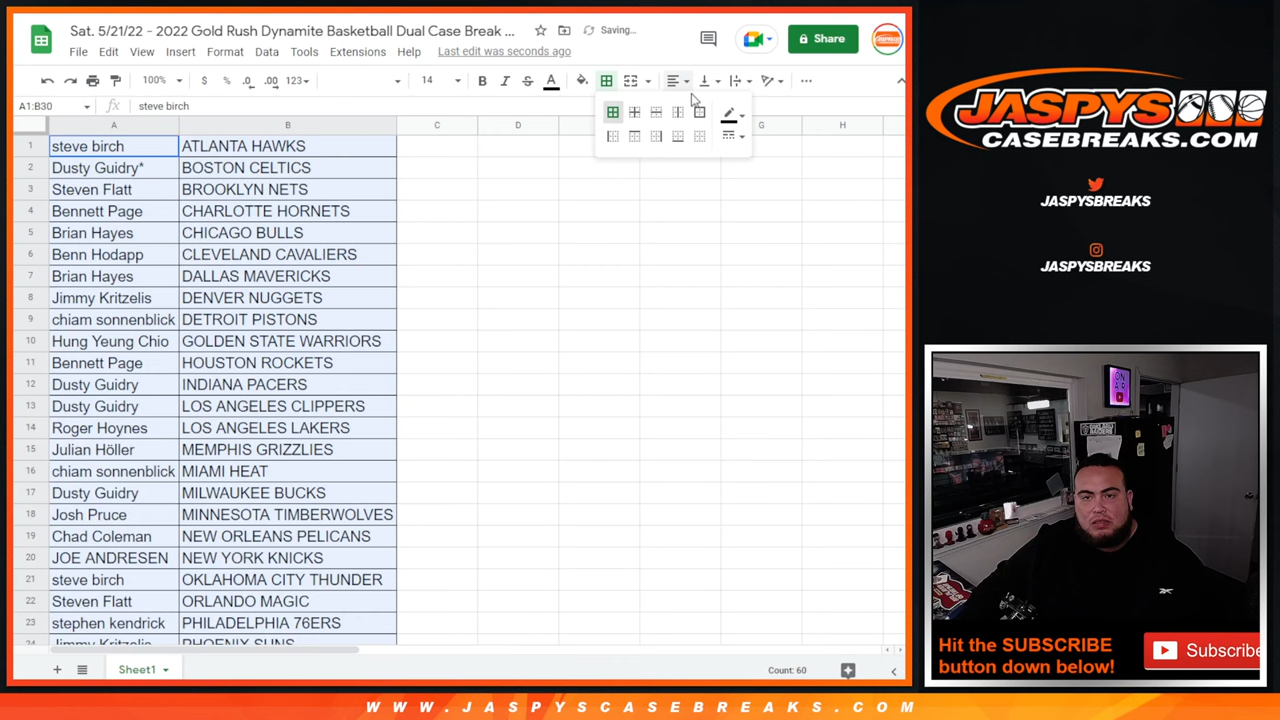 Sat. 5/21/22 - 2022 Gold Rush Dynamite Basketball Dual Case Break ...
Saving...
Share
File Edit View Insert Format Data Tools Extensions Help Last edit was seconds ago
100% $ % .0 .00 123 14 B I S A
A1:B30 fx steve birch
A B C D G H
1 steve birch ATLANTA HAWKS
2 Dusty Guidry* BOSTON CELTICS
3 Steven Flatt BROOKLYN NETS
4 Bennett Page CHARLOTTE HORNETS
5 Brian Hayes CHICAGO BULLS
6 Benn Hodapp CLEVELAND CAVALIERS
7 Brian Hayes DALLAS MAVERICKS
8 Jimmy Kritzelis DENVER NUGGETS
9 chiam sonnenblick DETROIT PISTONS
10 Hung Yeung Chio GOLDEN STATE WARRIORS
11 Bennett Page HOUSTON ROCKETS
12 Dusty Guidry INDIANA PACERS
13 Dusty Guidry LOS ANGELES CLIPPERS
14 Roger Hoynes LOS ANGELES LAKERS
15 Julian Höller MEMPHIS GRIZZLIES
16 chiam sonnenblick MIAMI HEAT
17 Dusty Guidry MILWAUKEE BUCKS
18 Josh Pruce MINNESOTA TIMBERWOLVES
19 Chad Coleman NEW ORLEANS PELICANS
20 JOE ANDRESEN NEW YORK KNICKS
21 steve birch OKLAHOMA CITY THUNDER
22 Steven Flatt ORLANDO MAGIC
23 stephen kendrick PHILADELPHIA 76ERS
24 Jimmy Kritzelis PHOENIX SUNS
Sheet1
Count: 60
JASPYS
CASEBREAKS.COM
JASPYSBREAKS
JASPYSBREAKS
ON
AIR
Hit the SUBSCRIBE
button down below!
Subscribe
WWW.JASPYSCASEBREAKS.COM